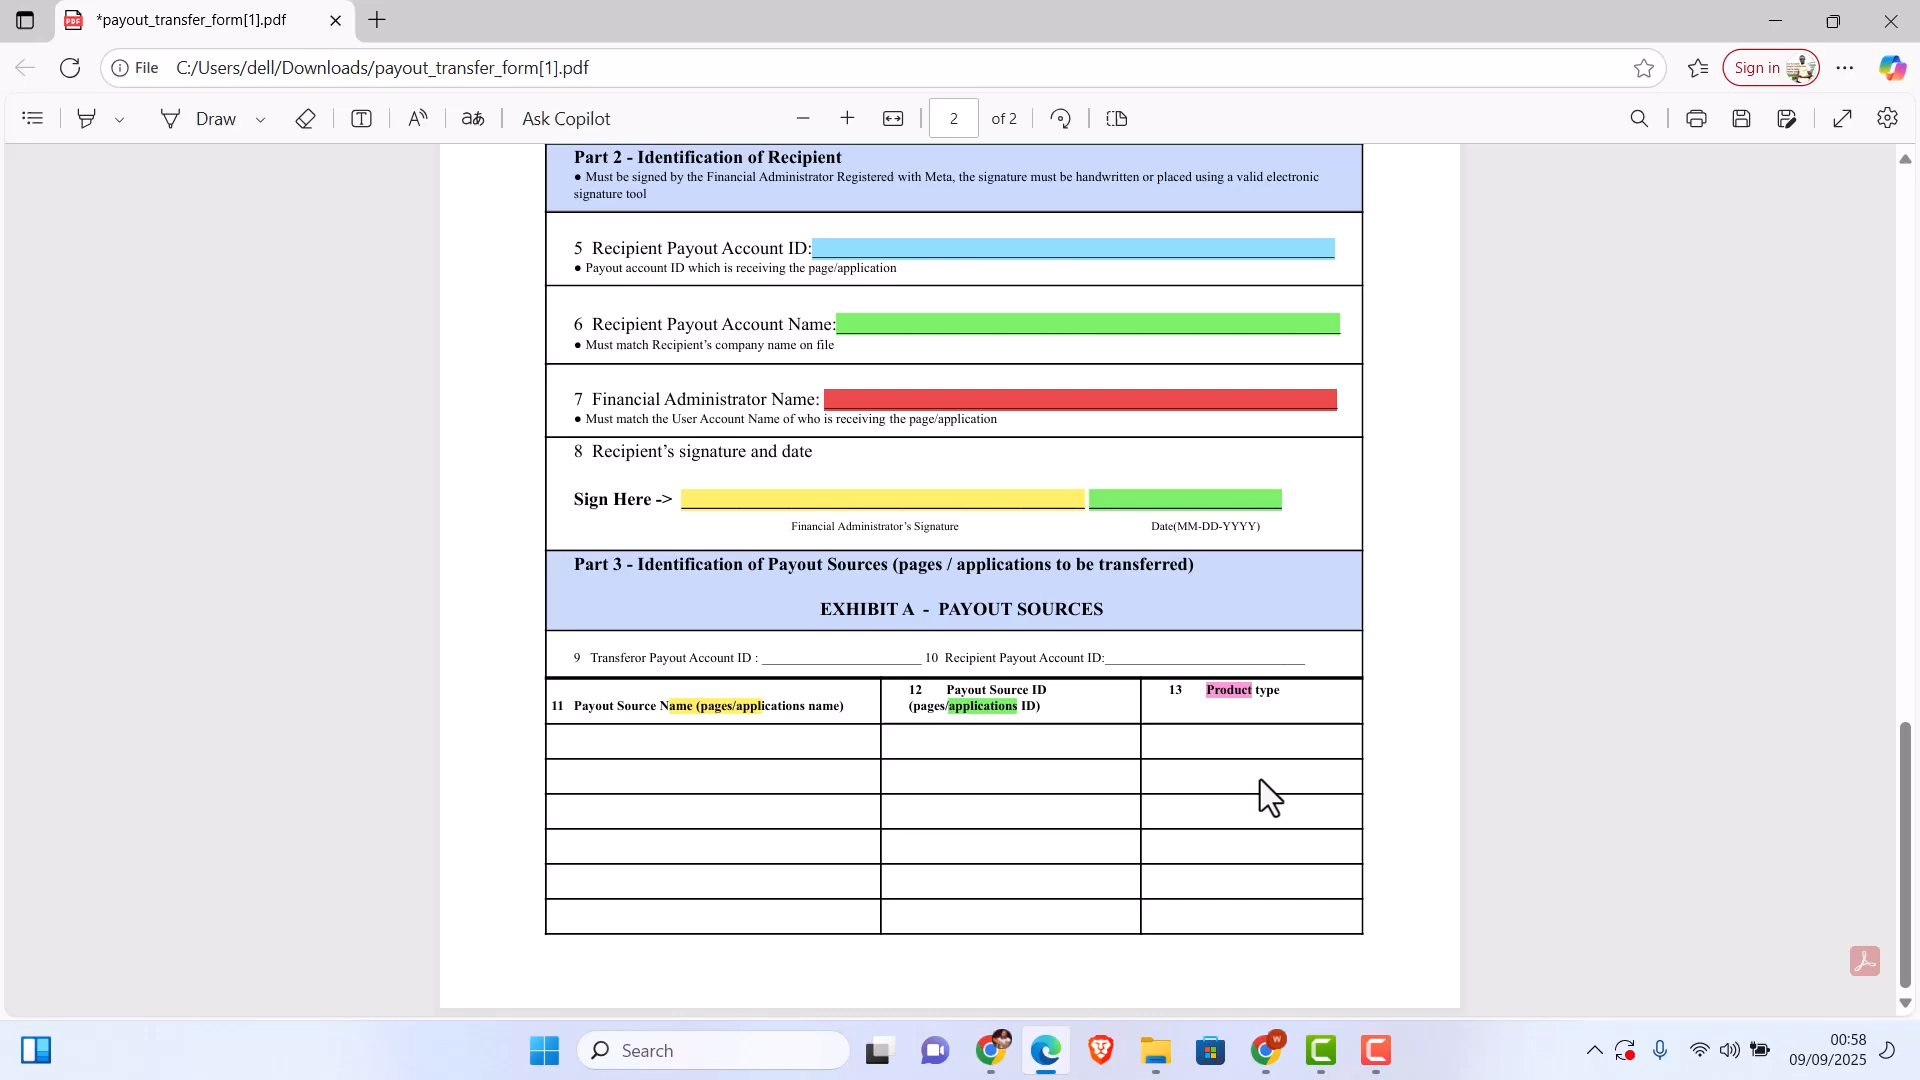 *payout_transfer_form[1].pdf
File C:/Users/dell/Downloads/payout_transfer_form[1].pdf
Sign in
Draw
aあ
Ask Copilot
2 of 2
Part 2 - Identification of Recipient
● Must be signed by the Financial Administrator Registered with Meta, the signature must be handwritten or placed using a valid electronic
signature tool
5 Recipient Payout Account ID:
● Payout account ID which is receiving the page/application
6 Recipient Payout Account Name:
● Must match Recipient's company name on file
7 Financial Administrator Name:
● Must match the User Account Name of who is receiving the page/application
8 Recipient's signature and date
Sign Here ->
Financial Administrator's Signature Date(MM-DD-YYYY)
Part 3 - Identification of Payout Sources (pages / applications to be transferred)
EXHIBIT A - PAYOUT SOURCES
9 Transferor Payout Account ID : ________________________ 10 Recipient Payout Account ID:______________________________
11 Payout Source Name (pages/applications name)
12 Payout Source ID
(pages/applications ID)
13 Product type
Search
00:58
09/09/2025